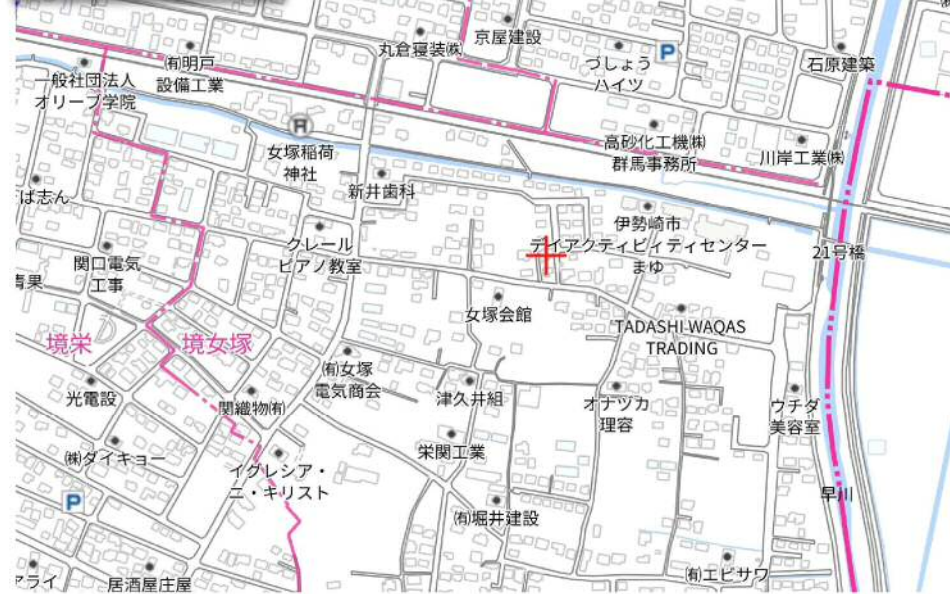 京屋建設
丸倉寝装㈱
P
づしょう
ハイツ
石原建築
㈲明戸
設備工業
一般社団法人
オリーブ学院
H
女塚稲荷
神社
高砂化工機㈱
群馬事務所
川岸工業㈱
新井歯科
ば志ん
伊勢崎市
デイアクティビィティセンター
まゆ
クレール
ピアノ教室
21号橋
関口電気
工事
青果
女塚会館
TADASHI WAQAS
TRADING
境栄
境女塚
㈲女塚
電気商会
光電設
関織物㈲
津久井組
オナツカ
理容
ウチダ
美容室
栄関工業
㈱ダイキョー
イグレシア・
ニ・キリスト
早川
P
㈲堀井建設
アライ
居酒屋庄屋
㈲エビサワ